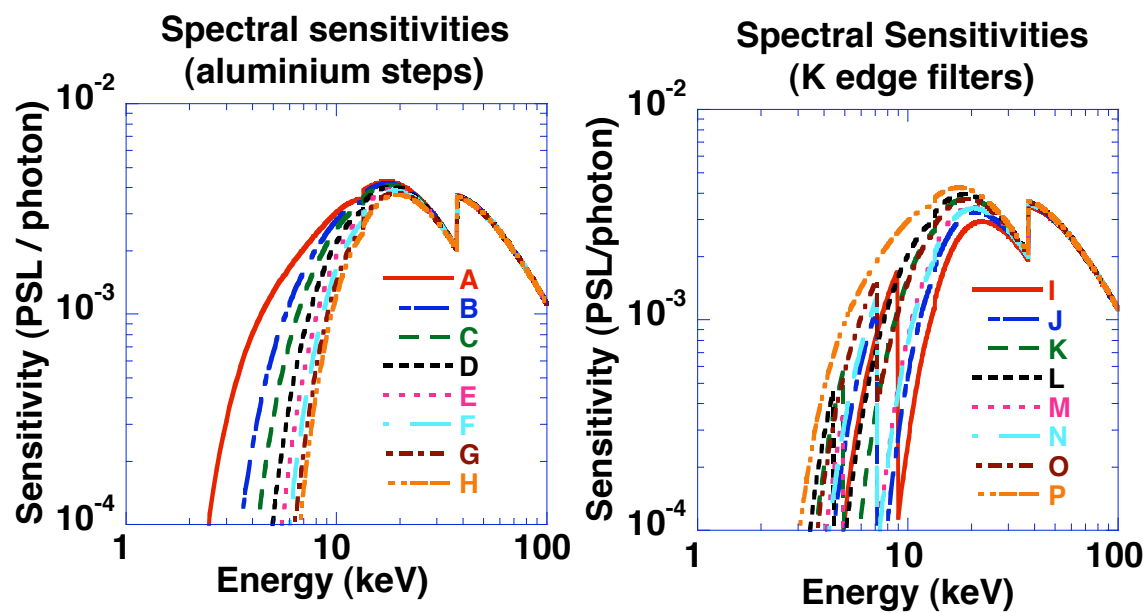 Spectral sensitivities
(aluminium steps)
Sensitivity (PSL / photon)
10-2
10-3
10-4
A
B
C
D
E
F
G
H
1
10
100
Energy (keV)
Spectral Sensitivities
(K edge filters)
Sensitivity (PSL/photon)
10-2
10-3
10-4
I
J
K
L
M
N
O
P
1
10
100
Energy (keV)